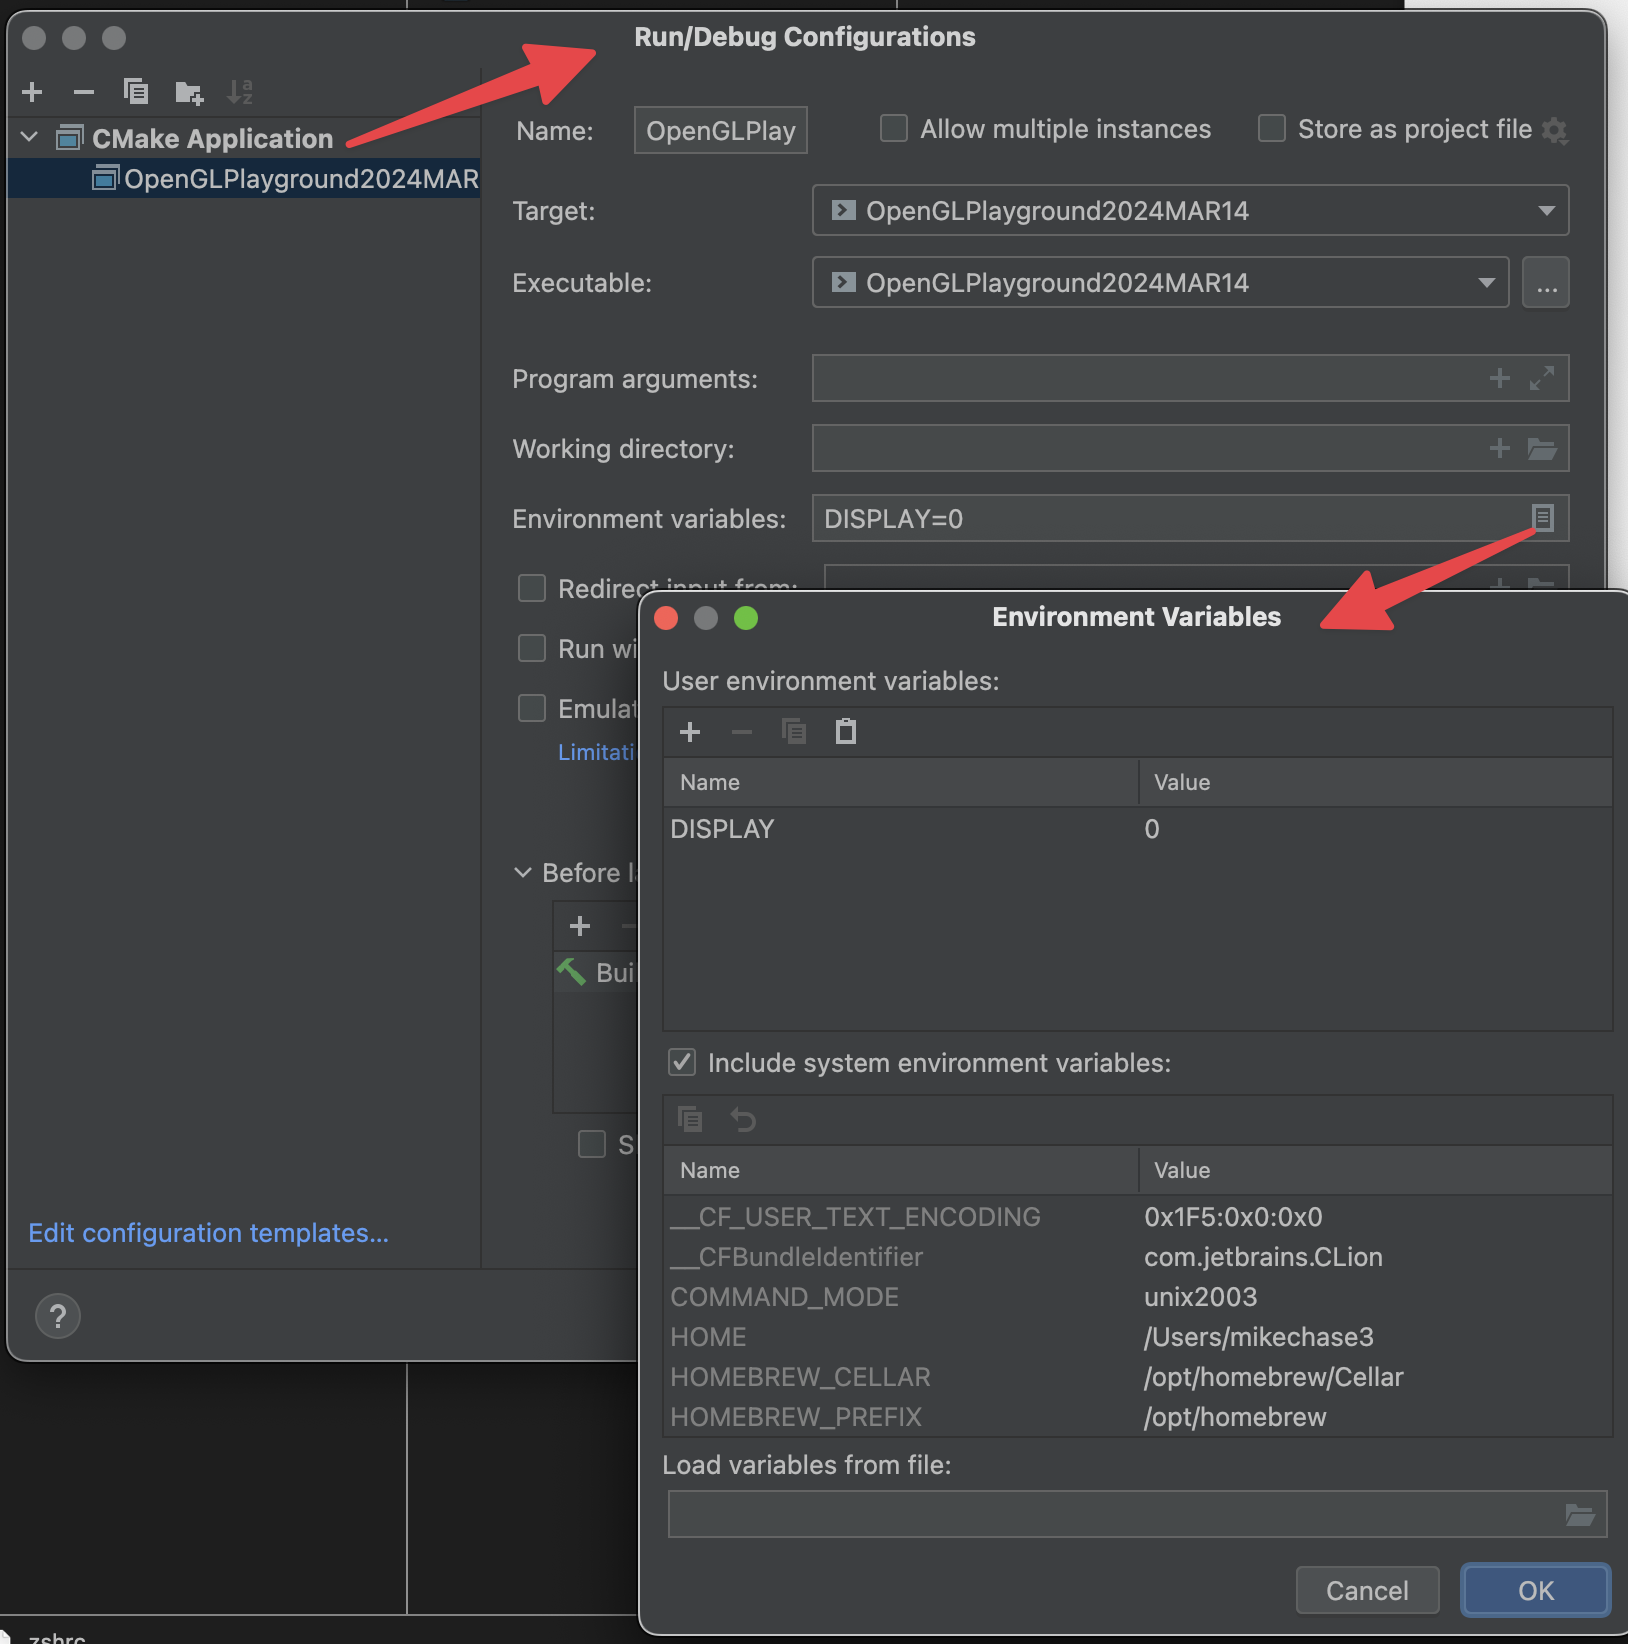 Run/Debug Configurations
CMake Application
OpenGLPlayground2024MAR
Name:
OpenGLPlay
Allow multiple instances
Store as project file
Target:
OpenGLPlayground2024MAR14
Executable:
OpenGLPlayground2024MAR14
...
Program arguments:
Working directory:
Environment variables:
DISPLAY=0
Redirect input from:
Run wi
Emulat
Limitati
Before l
Bui
S
Edit configuration templates...
?
Environment Variables
User environment variables:
Name
Value
DISPLAY
0
Include system environment variables:
Name
Value
__CF_USER_TEXT_ENCODING
0x1F5:0x0:0x0
__CFBundleIdentifier
com.jetbrains.CLion
COMMAND_MODE
unix2003
HOME
/Users/mikechase3
HOMEBREW_CELLAR
/opt/homebrew/Cellar
HOMEBREW_PREFIX
/opt/homebrew
Load variables from file:
Cancel
OK
zshrc